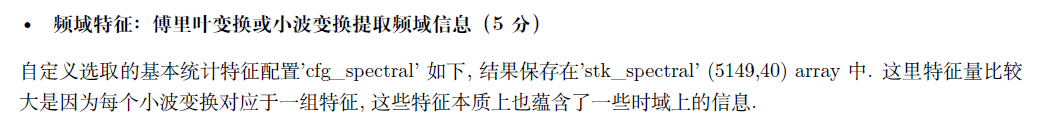 • 频域特征：傅里叶变换或小波变换提取频域信息（5 分）
自定义选取的基本统计特征配置'cfg_spectral' 如下, 结果保存在'stk_spectral' (5149,40) array 中. 这里特征量比较
大是因为每个小波变换对应于一组特征, 这些特征本质上也蕴含了一些时域上的信息.